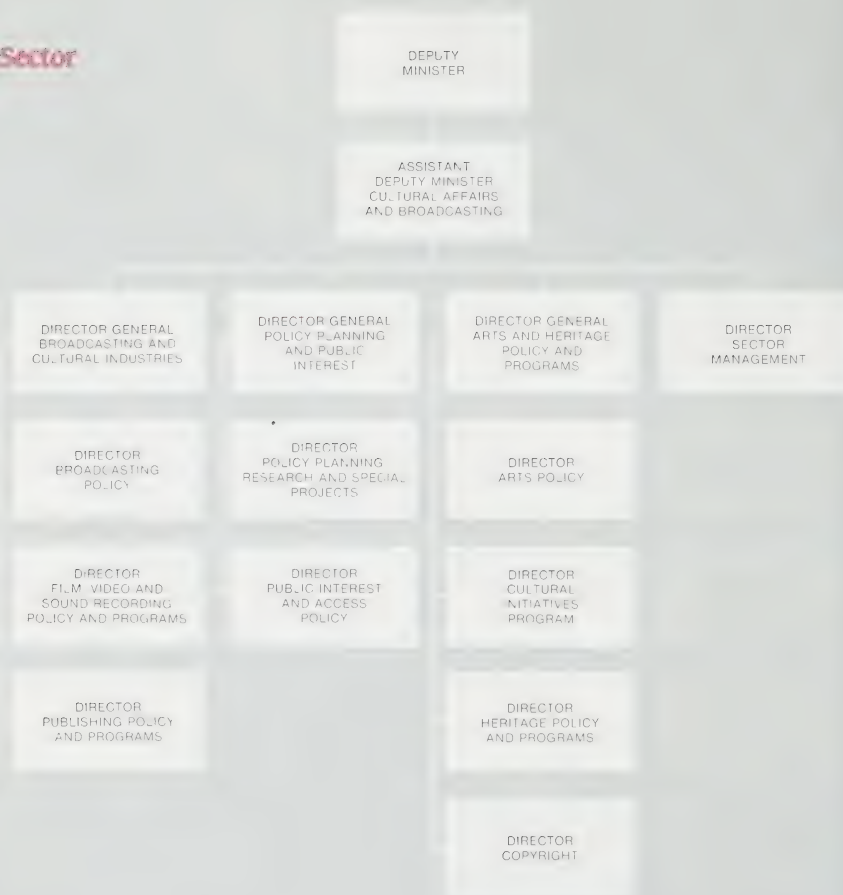 Sector
DEPUTY
MINISTER
ASSISTANT
DEPUTY MINISTER
CULTURAL AFFAIRS
AND BROADCASTING
DIRECTOR GENERAL
BROADCASTING AND
CULTURAL INDUSTRIES
DIRECTOR GENERAL
POLICY PLANNING
AND PUBLIC
INTEREST
DIRECTOR GENERAL
ARTS AND HERITAGE
POLICY AND
PROGRAMS
DIRECTOR
SECTOR
MANAGEMENT
DIRECTOR
BROADCASTING
POLICY
DIRECTOR
POLICY PLANNING
RESEARCH AND SPECIAL
PROJECTS
DIRECTOR
ARTS POLICY
DIRECTOR
FILM VIDEO AND
SOUND RECORDING
POLICY AND PROGRAMS
DIRECTOR
PUBLIC INTEREST
AND ACCESS
POLICY
DIRECTOR
CULTURAL
INITIATIVES
PROGRAM
DIRECTOR
PUBLISHING POLICY
AND PROGRAMS
DIRECTOR
HERITAGE POLICY
AND PROGRAMS
DIRECTOR
COPYRIGHT